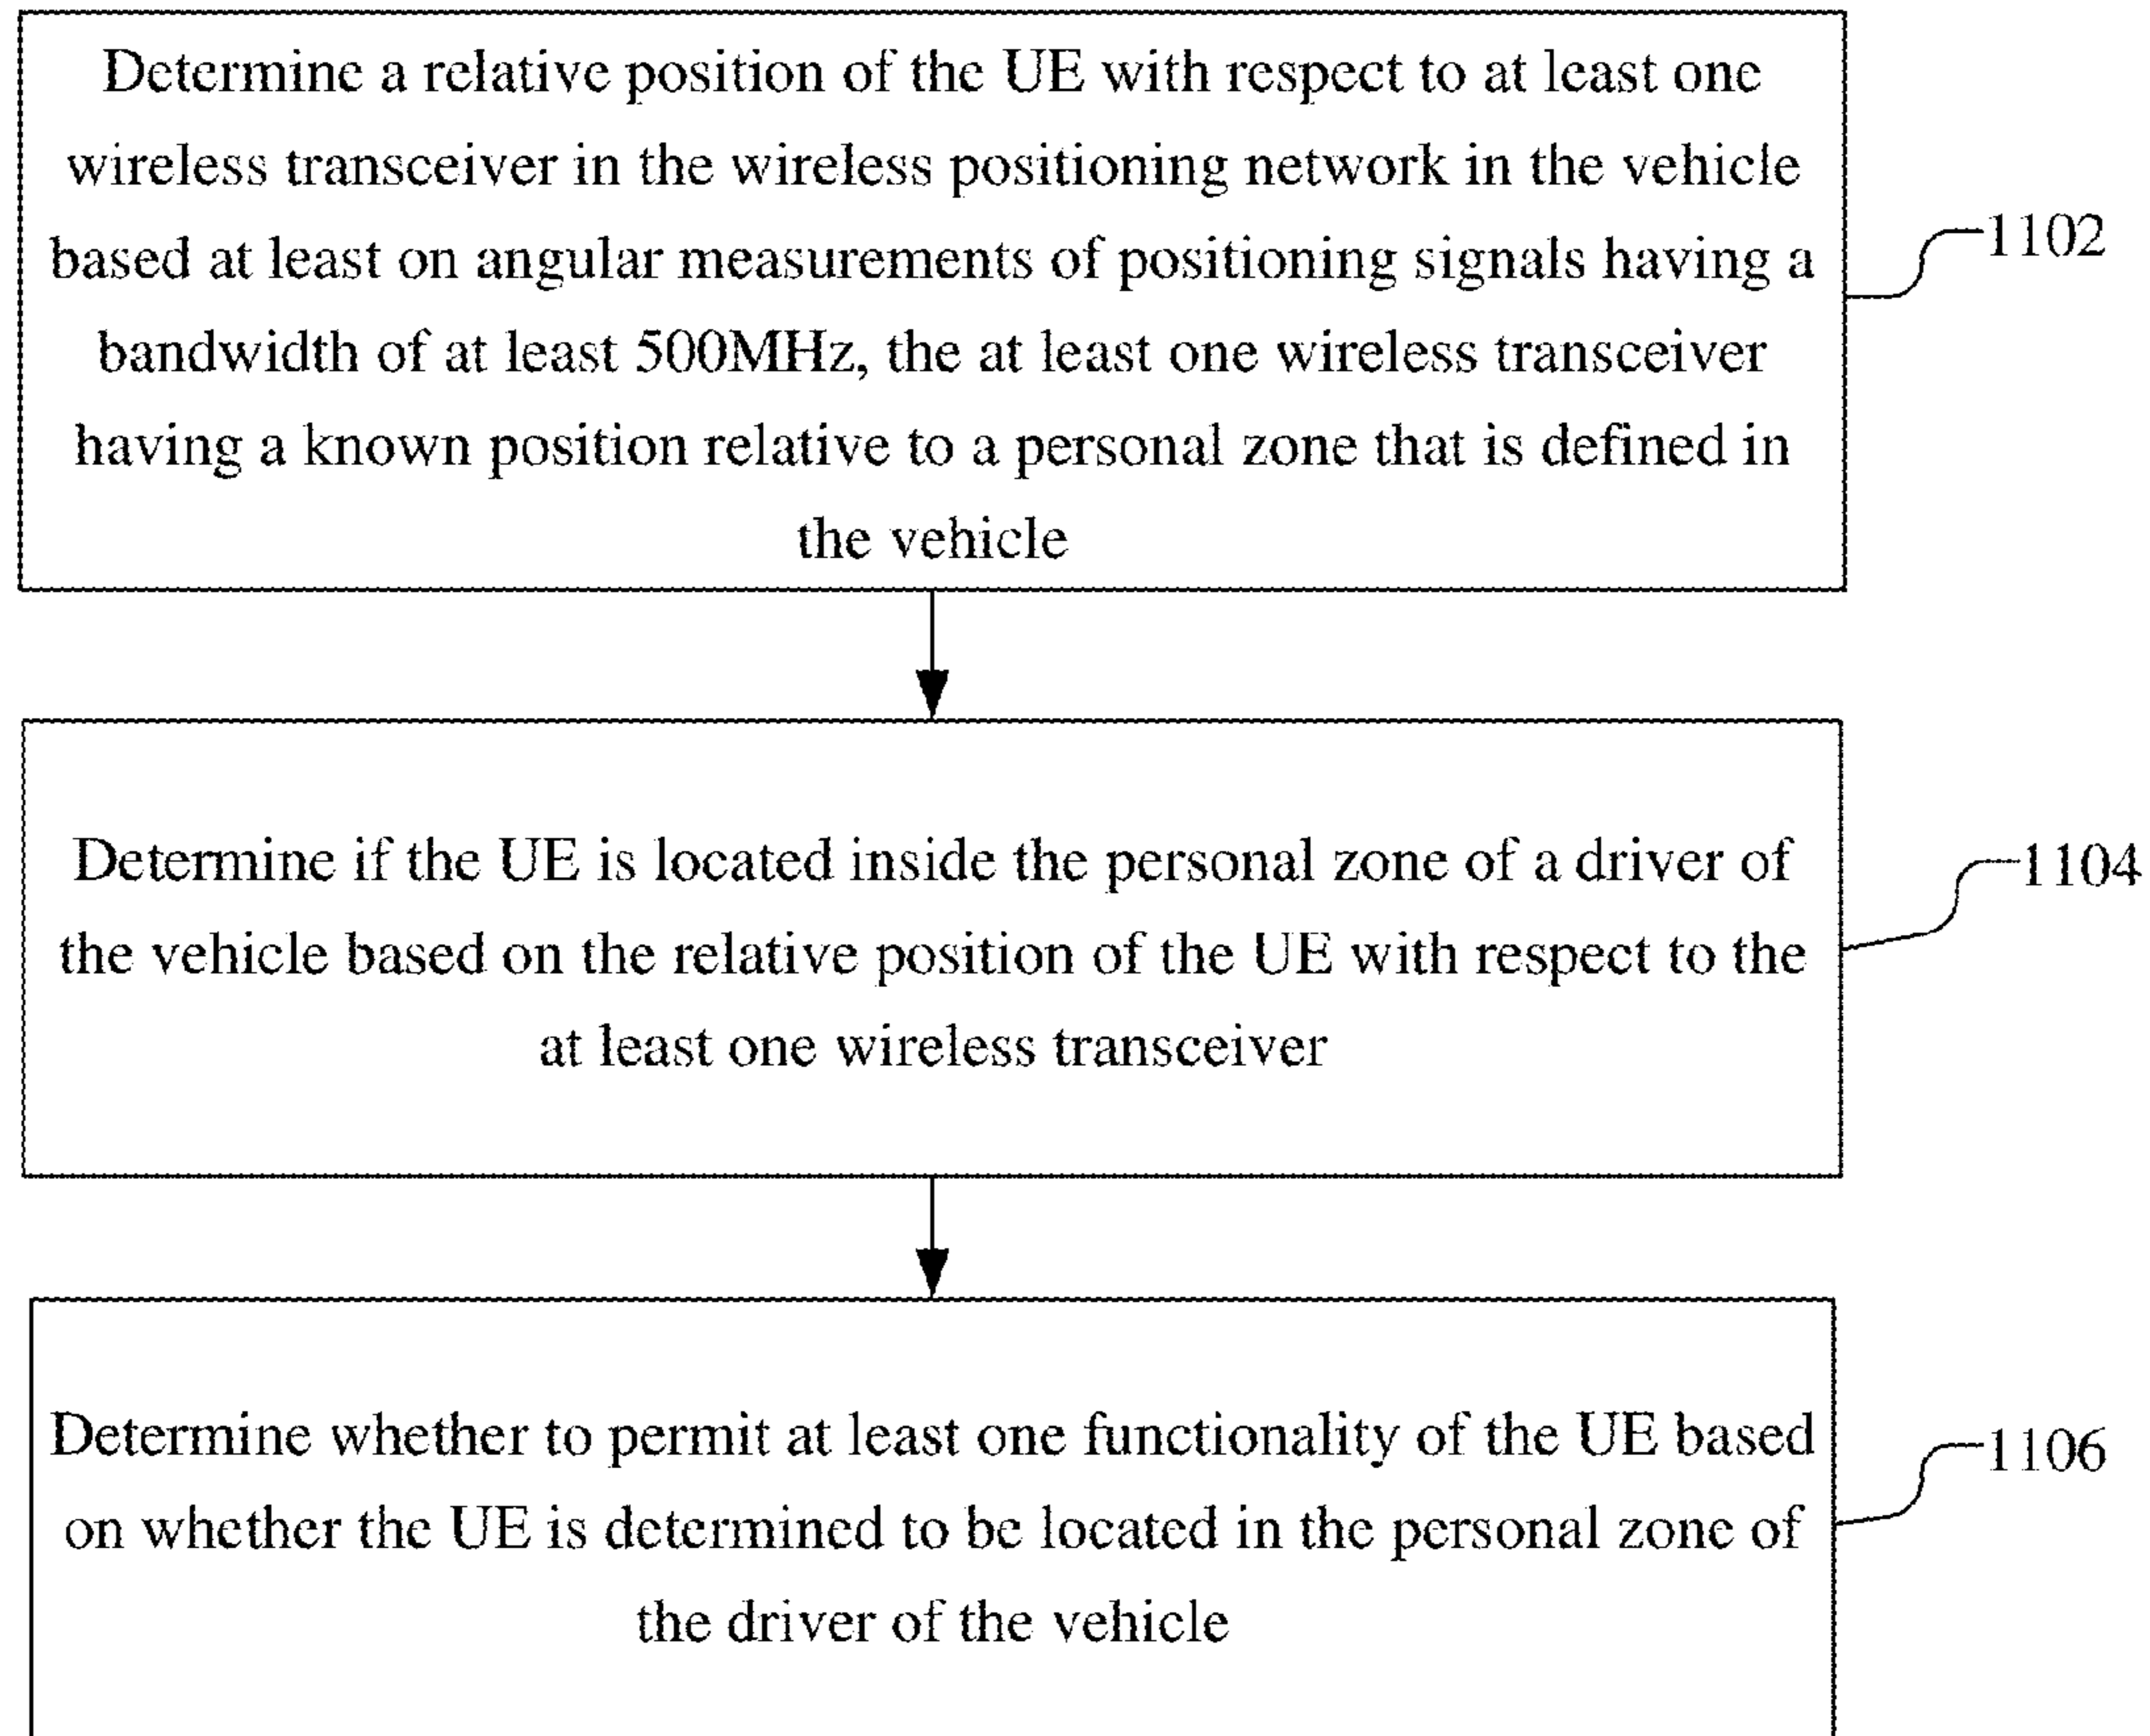 Determine a relative position of the UE with respect to at least one
wireless transceiver in the wireless positioning network in the vehicle
based at least on angular measurements of positioning signals having a
bandwidth of at least 500MHz, the at least one wireless transceiver
having a known position relative to a personal zone that is defined in
the vehicle
1102
Determine if the UE is located inside the personal zone of a driver of
the vehicle based on the relative position of the UE with respect to the
at least one wireless transceiver
1104
Determine whether to permit at least one functionality of the UE based
on whether the UE is determined to be located in the personal zone of
the driver of the vehicle
1106